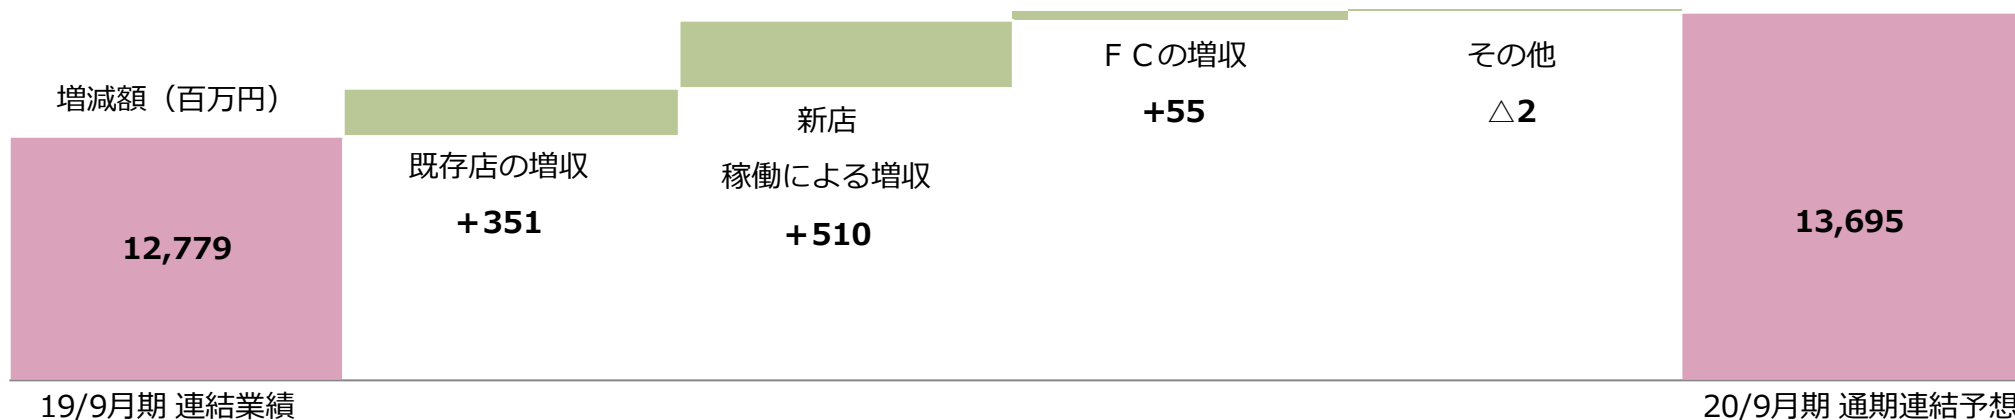 増減額（百万円）
12,779
既存店の増収
＋351
新店
稼働による増収
＋510
ＦＣの増収
+55
その他
△2
13,695
19/9月期 連結業績
20/9月期 通期連結予想